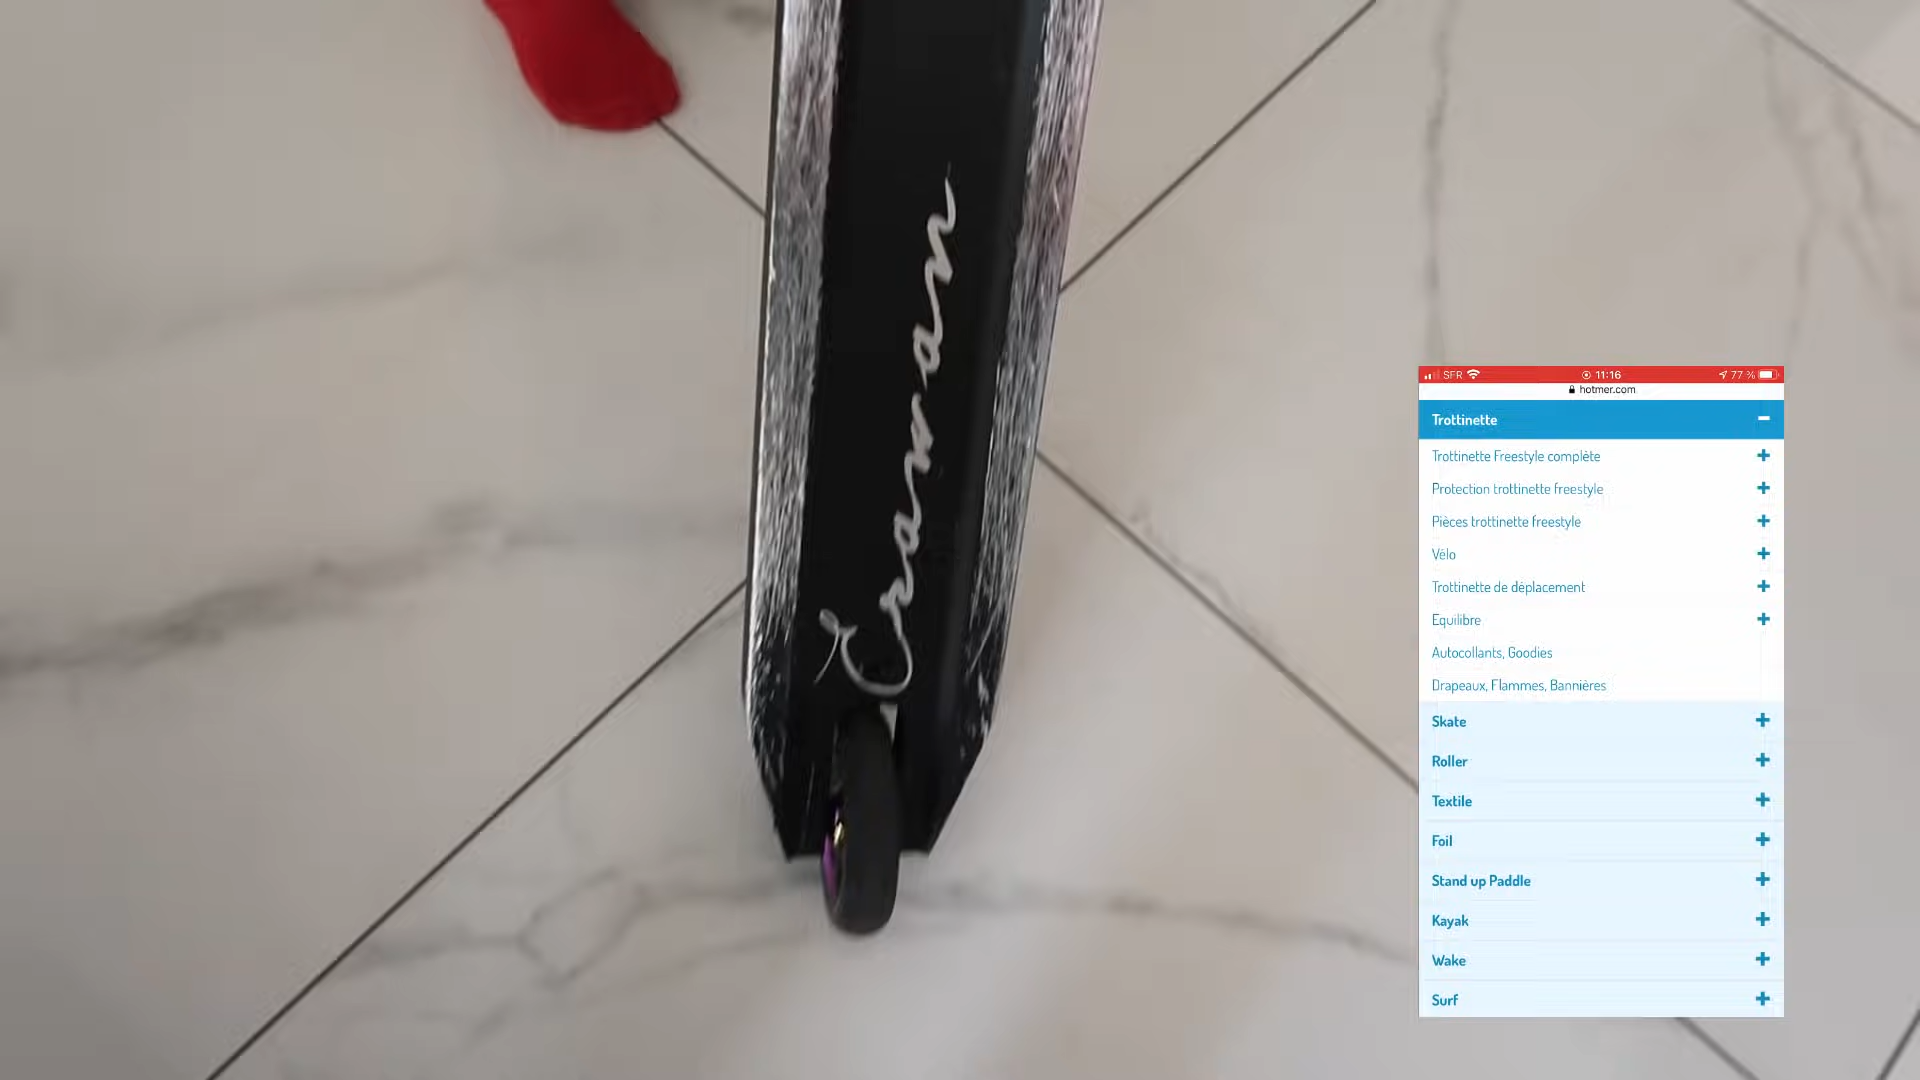 Erawan
SFR
11:16
77 %
hotmer.com
Trottinette
Trottinette Freestyle complète
Protection trottinette freestyle
Pièces trottinette freestyle
Vélo
Trottinette de déplacement
Equilibre
Autocollants, Goodies
Drapeaux, Flammes, Bannières
Skate
Roller
Textile
Foil
Stand up Paddle
Kayak
Wake
Surf